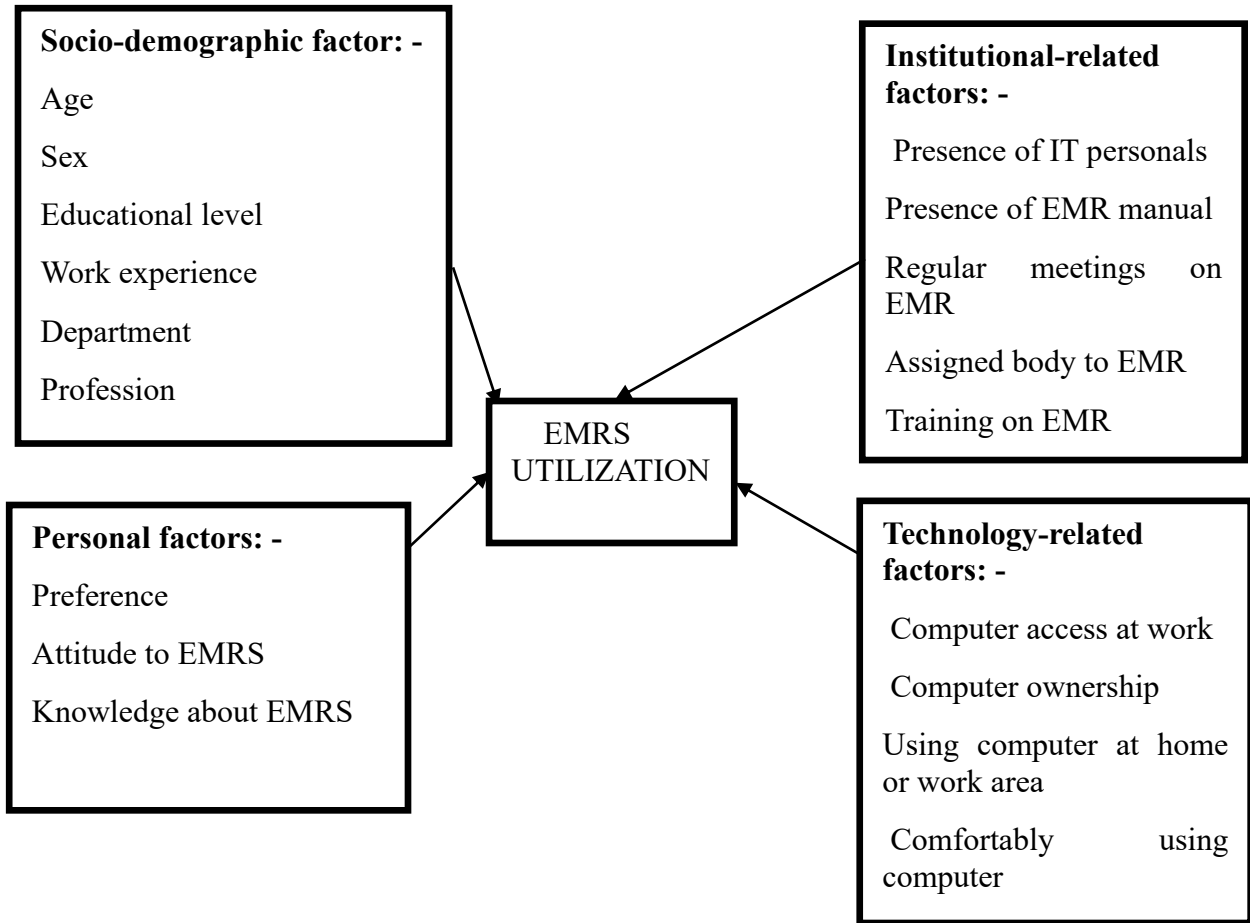 Socio-demographic factor: -
Age
Sex
Educational level
Work experience
Department
Profession
Institutional-related
factors: -
Presence of IT personals
Presence of EMR manual
Regular meetings on
EMR
Assigned body to EMR
Training on EMR
EMRS
UTILIZATION
Personal factors: -
Preference
Attitude to EMRS
Knowledge about EMRS
Technology-related
factors: -
Computer access at work
Computer ownership
Using computer at home
or work area
Comfortably using
computer